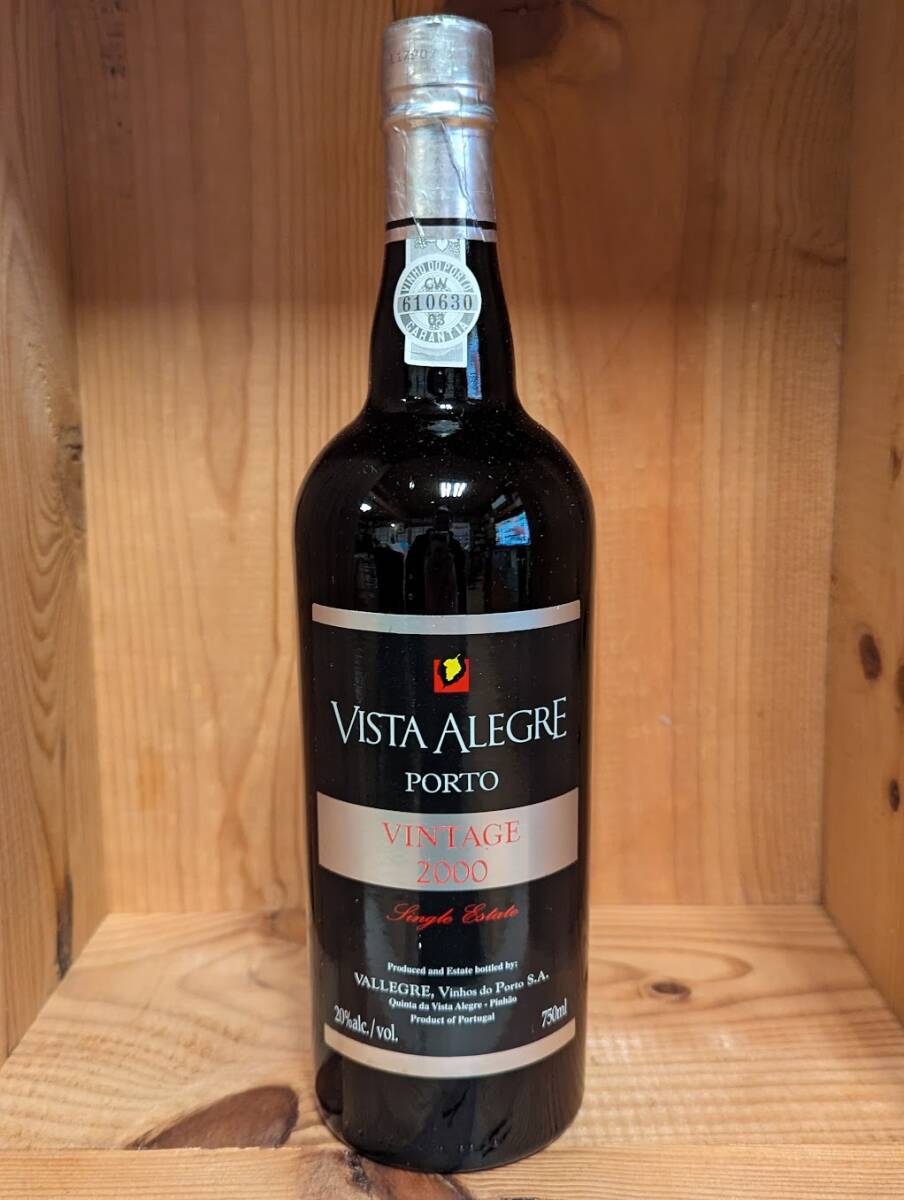 VINHO DO PORTO
CW
610630
03
GARANTIA
VISTA ALEGRE
PORTO
VINTAGE
2000
Single Estate
Produced and Estate bottled by:
VALLEGRE, Vinhos do Porto S.A.
Quinta da Vista Alegre - Pinhão
Product of Portugal
20%alc./vol.
750ml